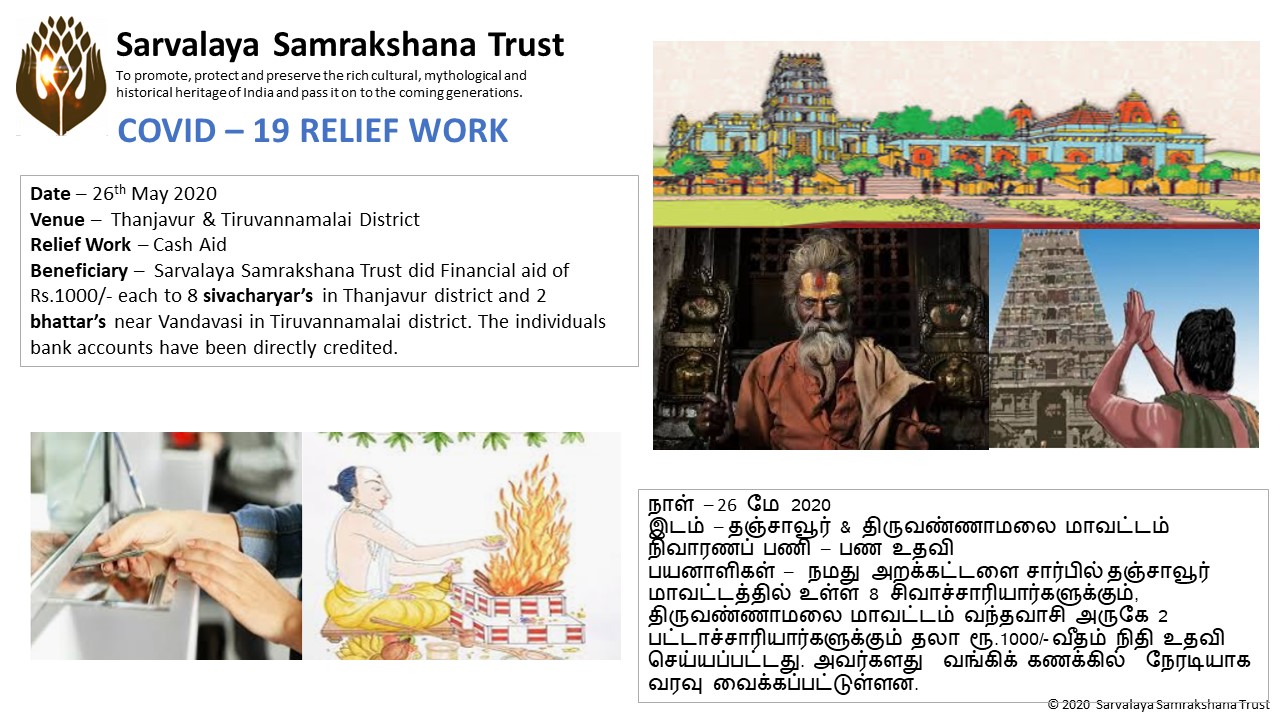 Sarvalaya Samrakshana Trust
To promote, protect and preserve the rich cultural, mythological and
historical heritage of India and pass it on to the coming generations.
COVID – 19 RELIEF WORK
Date – 26th May 2020
Venue – Thanjavur & Tiruvannamalai District
Relief Work – Cash Aid
Beneficiary – Sarvalaya Samrakshana Trust did Financial aid of
Rs.1000/- each to 8 sivacharyar’s in Thanjavur district and 2
bhattar’s near Vandavasi in Tiruvannamalai district. The individuals
bank accounts have been directly credited.
நாள் – 26 மே 2020
இடம் – தஞ்சாவூர் & திருவண்ணாமலை மாவட்டம்
நிவாரணப் பணி – பண உதவி
பயனாளிகள் – நமது அறக்கட்டளை சார்பில் தஞ்சாவூர்
மாவட்டத்தில் உள்ள 8 சிவாச்சாரியார்களுக்கும்,
திருவண்ணாமலை மாவட்டம் வந்தவாசி அருகே 2
பட்டாச்சாரியார்களுக்கும் தலா ரூ.1000/- வீதம் நிதி உதவி
செய்யப்பட்டது. அவர்களது வங்கிக் கணக்கில் நேரடியாக
வரவு வைக்கப்பட்டுள்ளன.
© 2020 Sarvalaya Samrakshana Trust